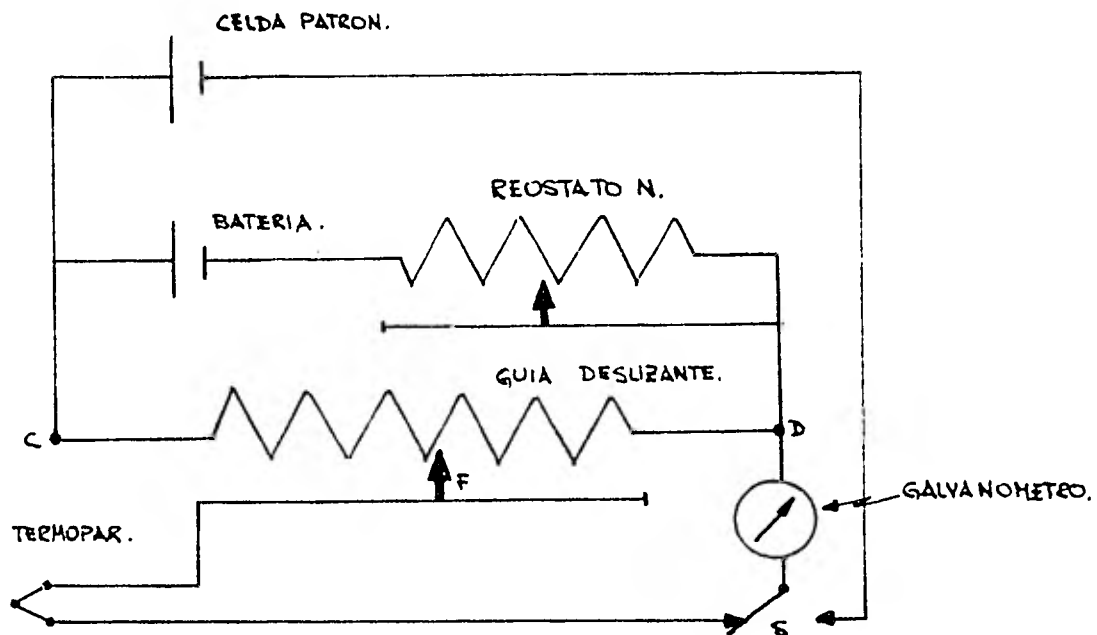 CELDA PATRON.
REOSTATO N.
BATERIA.
GUIA DESLIZANTE.
C
D
F
GALVANOMETRO.
TERMOPAR.
S